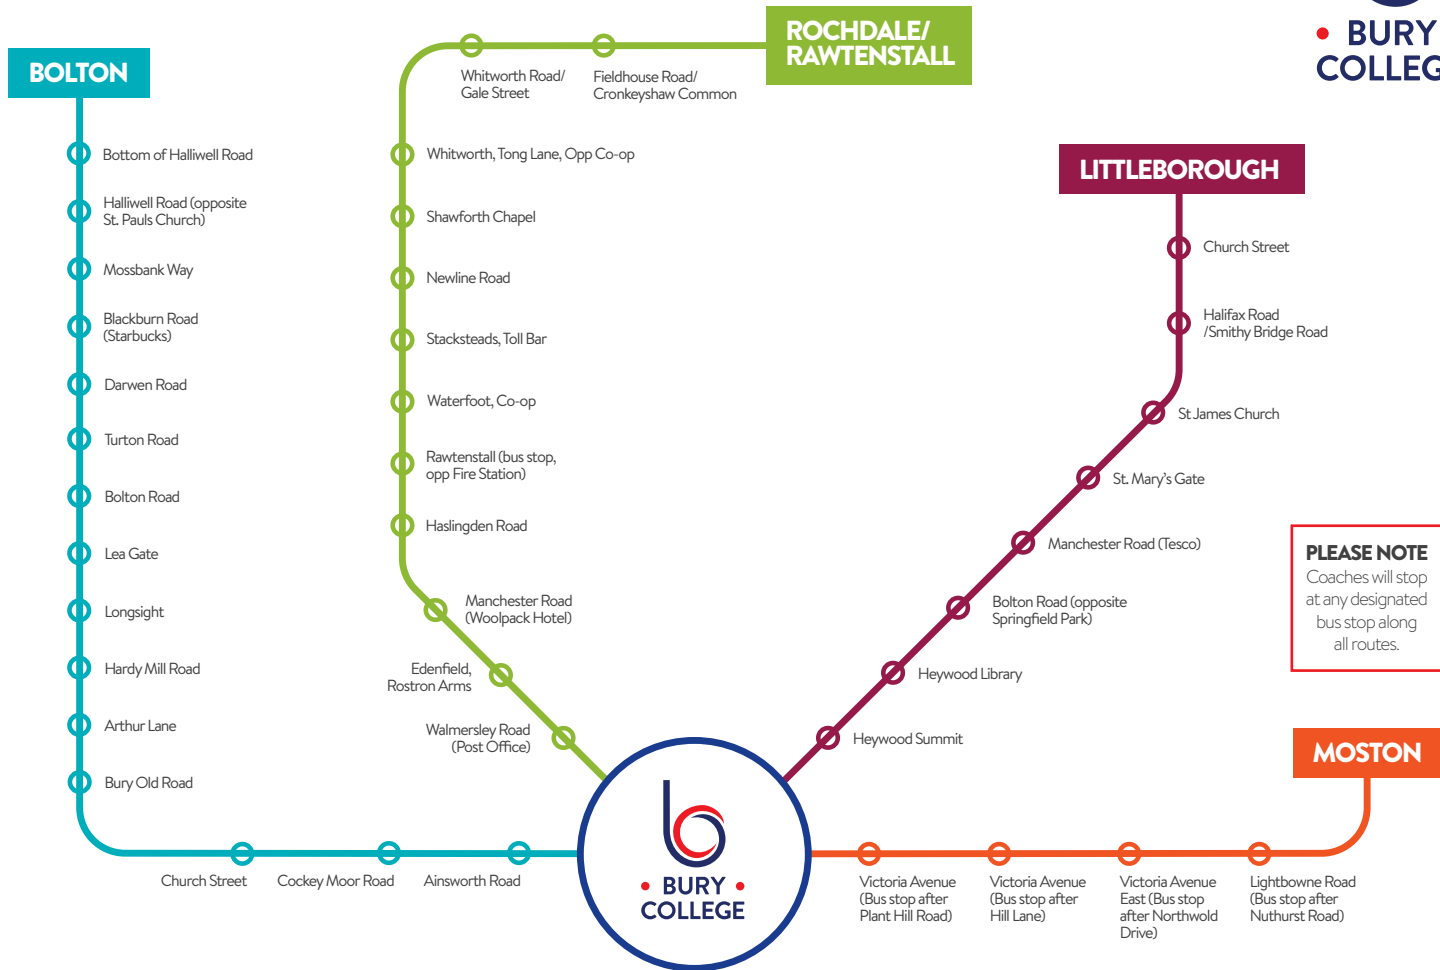 BOLTON
Bottom of Halliwell Road
Halliwell Road (opposite
St. Pauls Church)
Mossbank Way
Blackburn Road
(Starbucks)
Darwen Road
Turton Road
Bolton Road
Lea Gate
Longsight
Hardy Mill Road
Arthur Lane
Bury Old Road
Church Street
Cockey Moor Road
Ainsworth Road
ROCHDALE/
RAWTENSTALL
Fieldhouse Road/
Cronkeyshaw Common
Whitworth Road/
Gale Street
Whitworth, Tong Lane, Opp Co-op
Shawforth Chapel
Newline Road
Stacksteads, Toll Bar
Waterfoot, Co-op
Rawtenstall (bus stop,
opp Fire Station)
Haslingden Road
Manchester Road
(Woolpack Hotel)
Edenfield,
Rostron Arms
Walmersley Road
(Post Office)
• BURY
COLLEG
LITTLEBOROUGH
Church Street
Halifax Road
/Smithy Bridge Road
St James Church
St. Mary's Gate
Manchester Road (Tesco)
Bolton Road (opposite
Springfield Park)
Heywood Library
Heywood Summit
PLEASE NOTE
Coaches will stop
at any designated
bus stop along
all routes.
MOSTON
Lightbowne Road
(Bus stop after
Nuthurst Road)
Victoria Avenue
East (Bus stop
after Northwold
Drive)
Victoria Avenue
(Bus stop after
Hill Lane)
Victoria Avenue
(Bus stop after
Plant Hill Road)
b
• BURY •
COLLEGE